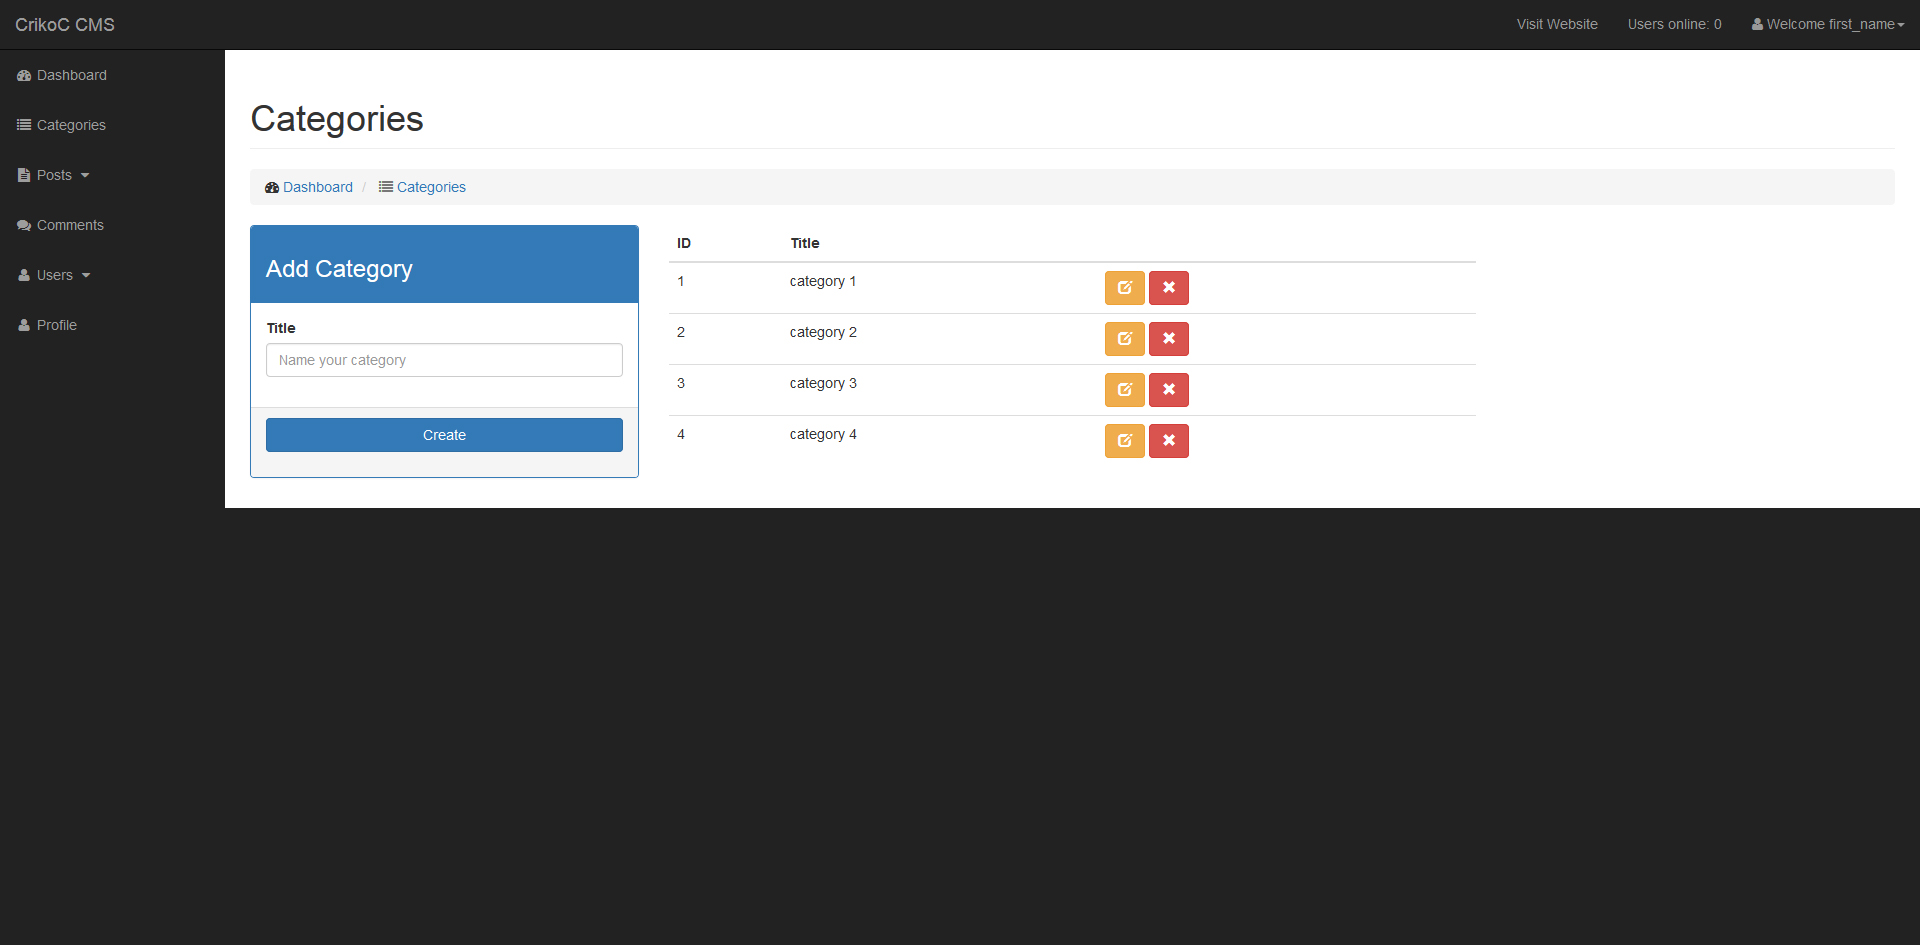 CrikoC CMS
Visit Website
Users online: 0
Welcome first_name
Dashboard
Categories
Posts
Comments
Users
Profile
Categories
Dashboard / Categories
Add Category
Title
Name your category
Create
ID Title
1 category 1
2 category 2
3 category 3
4 category 4